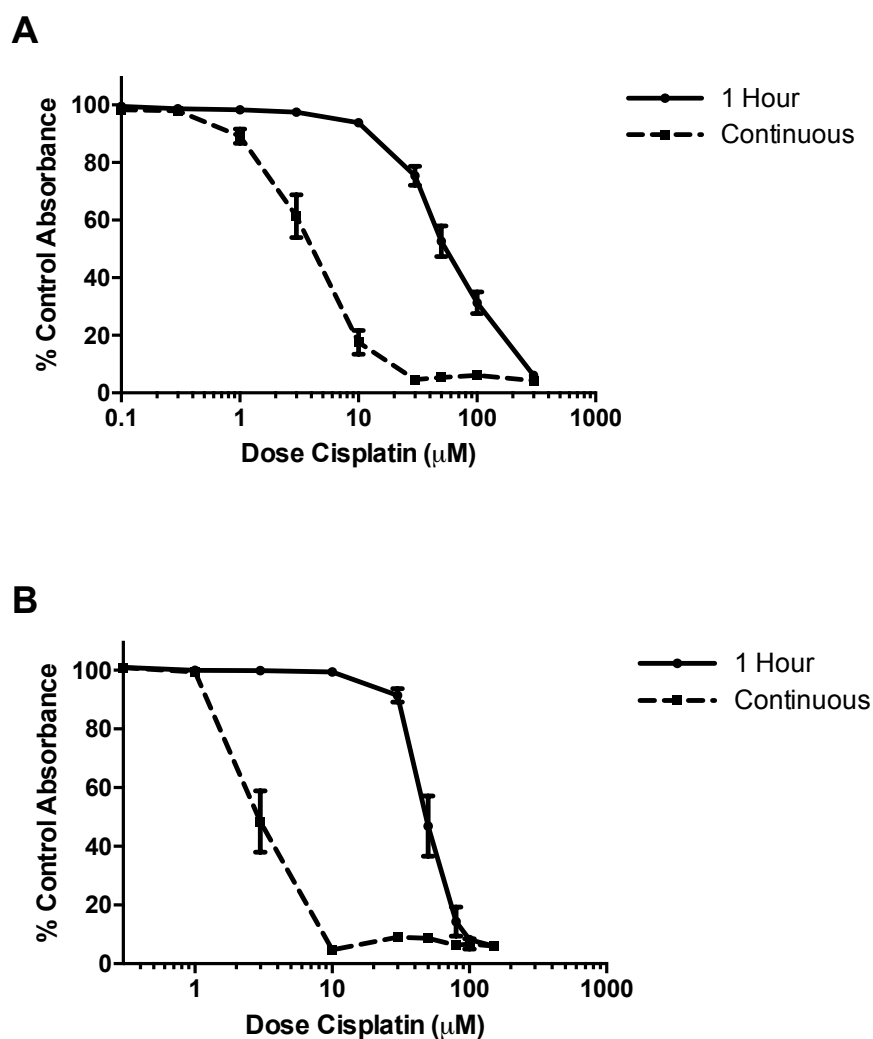 A
% Control Absorbance
100
80
60
40
20
0
0.1 1 10 100 1000
Dose Cisplatin (μM)
1 Hour
Continuous
B
% Control Absorbance
100
80
60
40
20
0
1 10 100 1000
Dose Cisplatin (μM)
1 Hour
Continuous